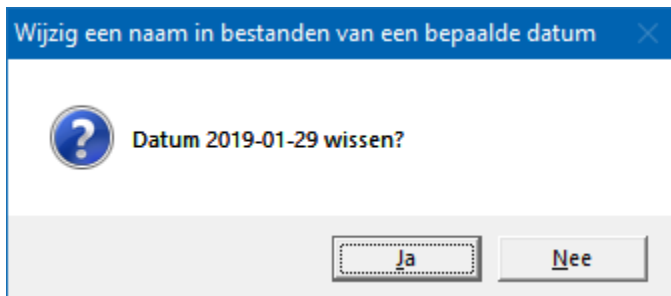 Wijzig een naam in bestanden van een bepaalde datum
Datum 2019-01-29 wissen?
Ja
Nee